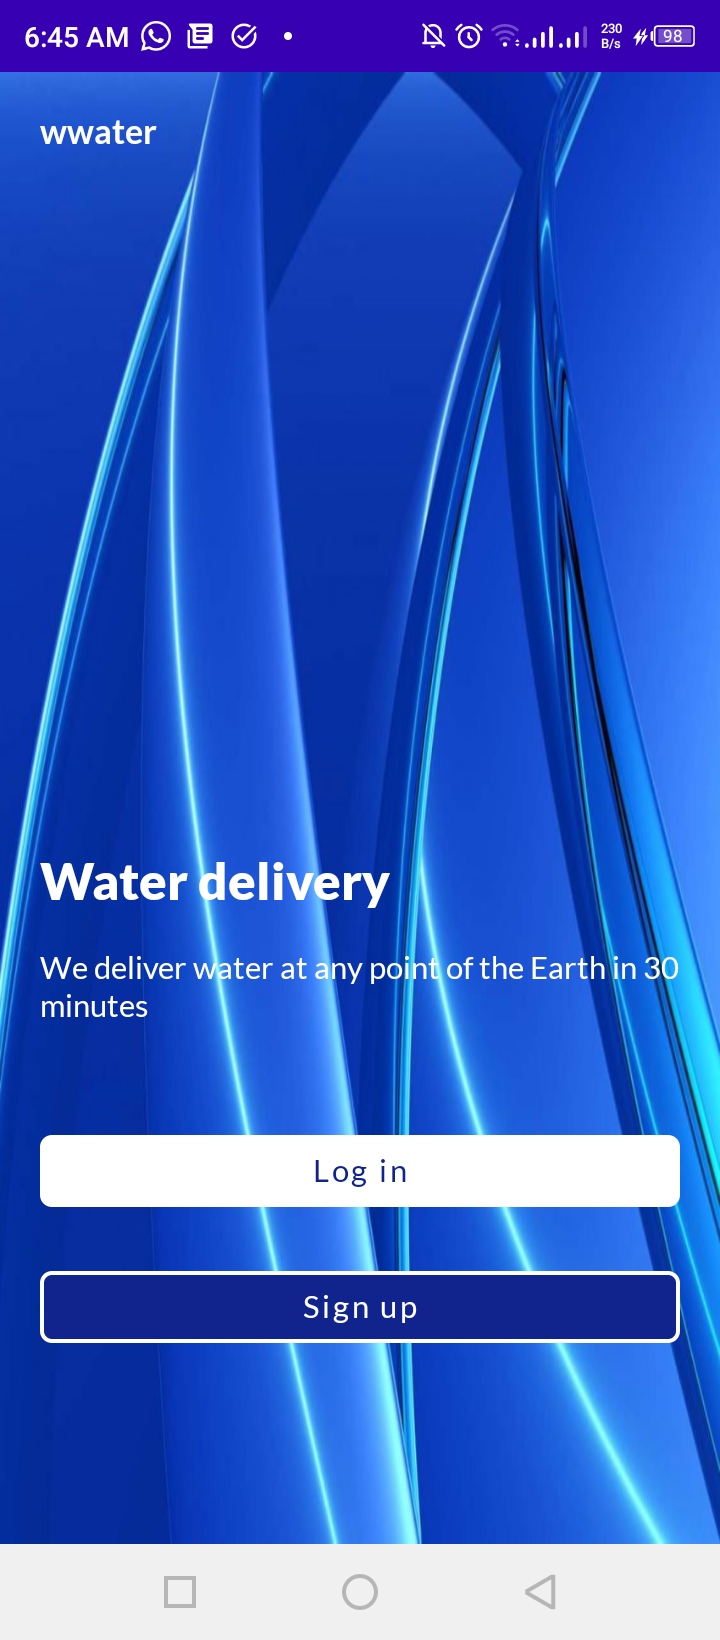 6:45 AM
230
B/s
98
wwater
Water delivery
We deliver water at any point of the Earth in 30
minutes
Log in
Sign up